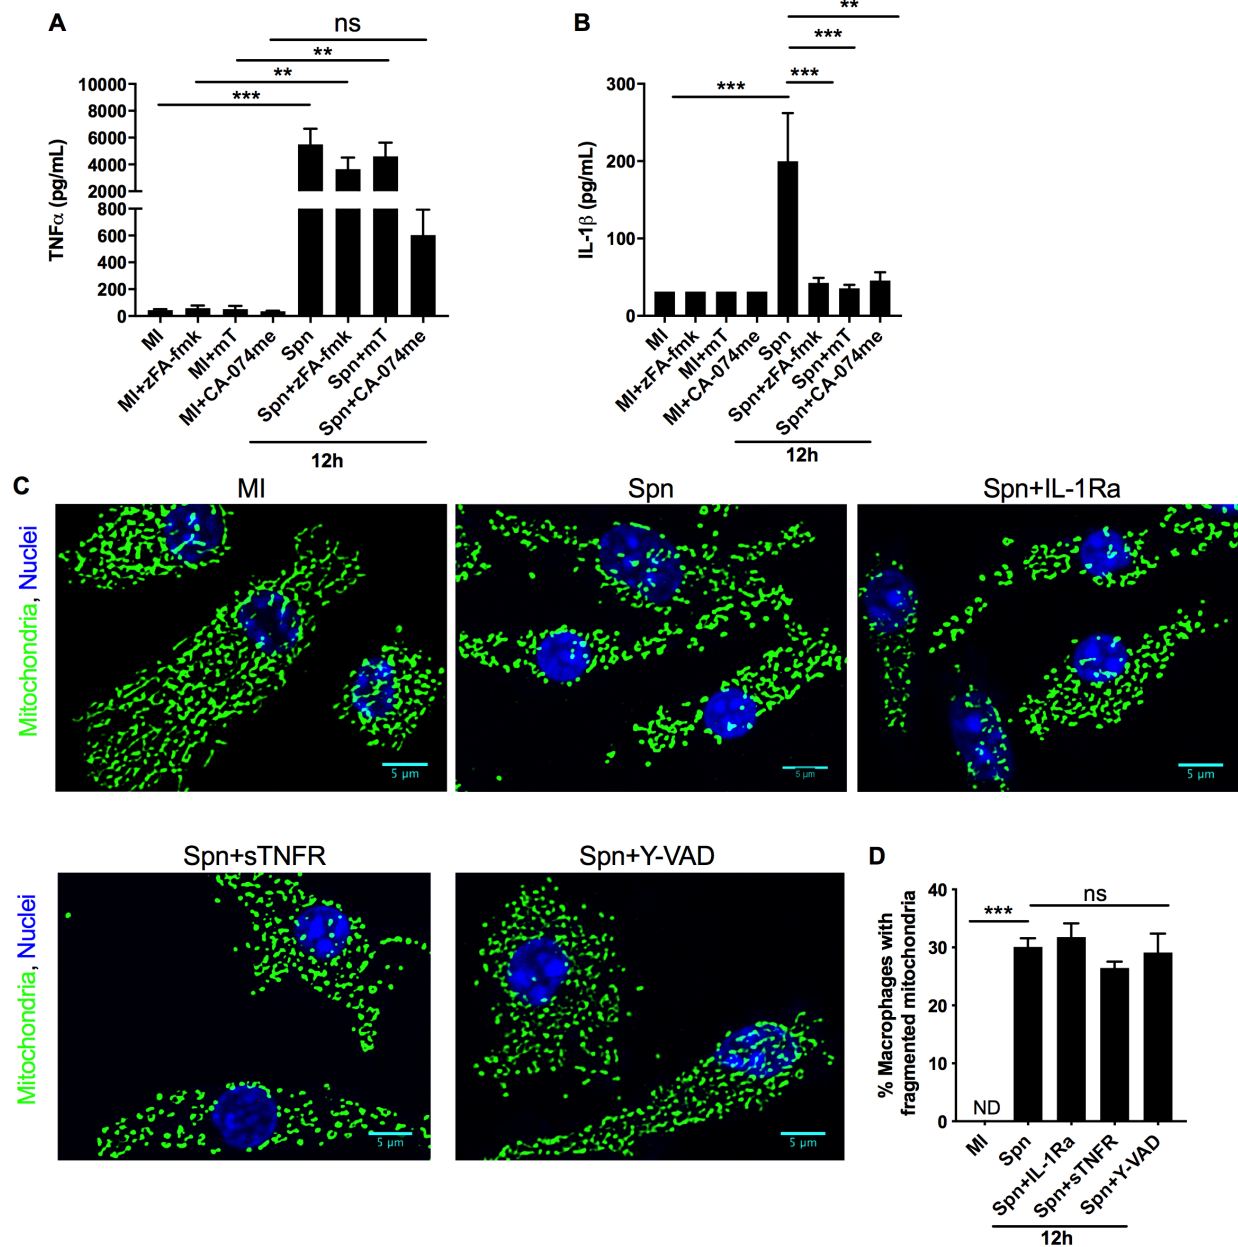 A
ns
**
**
***
TNFα (pg/mL)
10000
8000
6000
4000
2000
800
600
400
200
0
MI
MI+zFA-fmk
MI+mT
MI+CA-074me
Spn
Spn+zFA-fmk
Spn+mT
Spn+CA-074me
12h
B
**
***
***
***
IL-1β (pg/mL)
300
200
100
0
MI
MI+zFA-fmk
MI+mT
MI+CA-074me
Spn
Spn+zFA-fmk
Spn+mT
Spn+CA-074me
12h
C
MI
Spn
Spn+IL-1Ra
Mitochondria, Nuclei
5 µm
5 µm
5 µm
Spn+sTNFR
Spn+Y-VAD
Mitochondria, Nuclei
5 µm
5 µm
D
% Macrophages with
fragmented mitochondria
40
30
20
10
0
***
ns
ND
MI
Spn
Spn+IL-1Ra
Spn+sTNFR
Spn+Y-VAD
12h